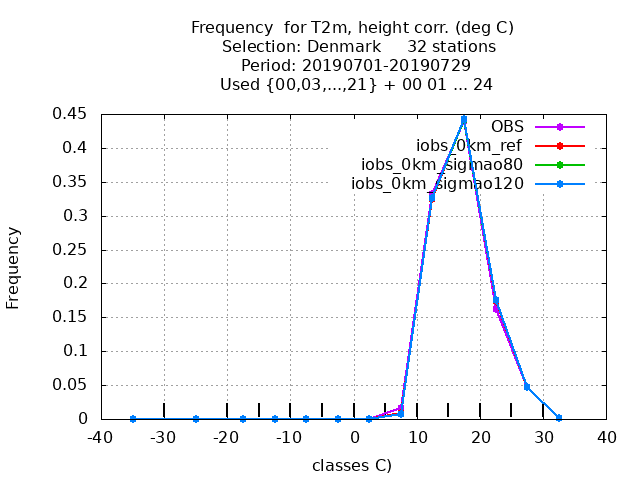 Frequency  for T2m, height corr. (deg C)
Selection: Denmark     32 stations
Period: 20190701-20190729
Used {00,03,...,21} + 00 01 ... 24
0.45
0.4
0.35
0.3
0.25
0.2
0.15
0.1
0.05
0
Frequency
OBS
iobs_0km_ref
iobs_0km_sigmao80
iobs_0km_sigmao120
-40 -30 -20 -10 0 10 20 30 40
classes C)